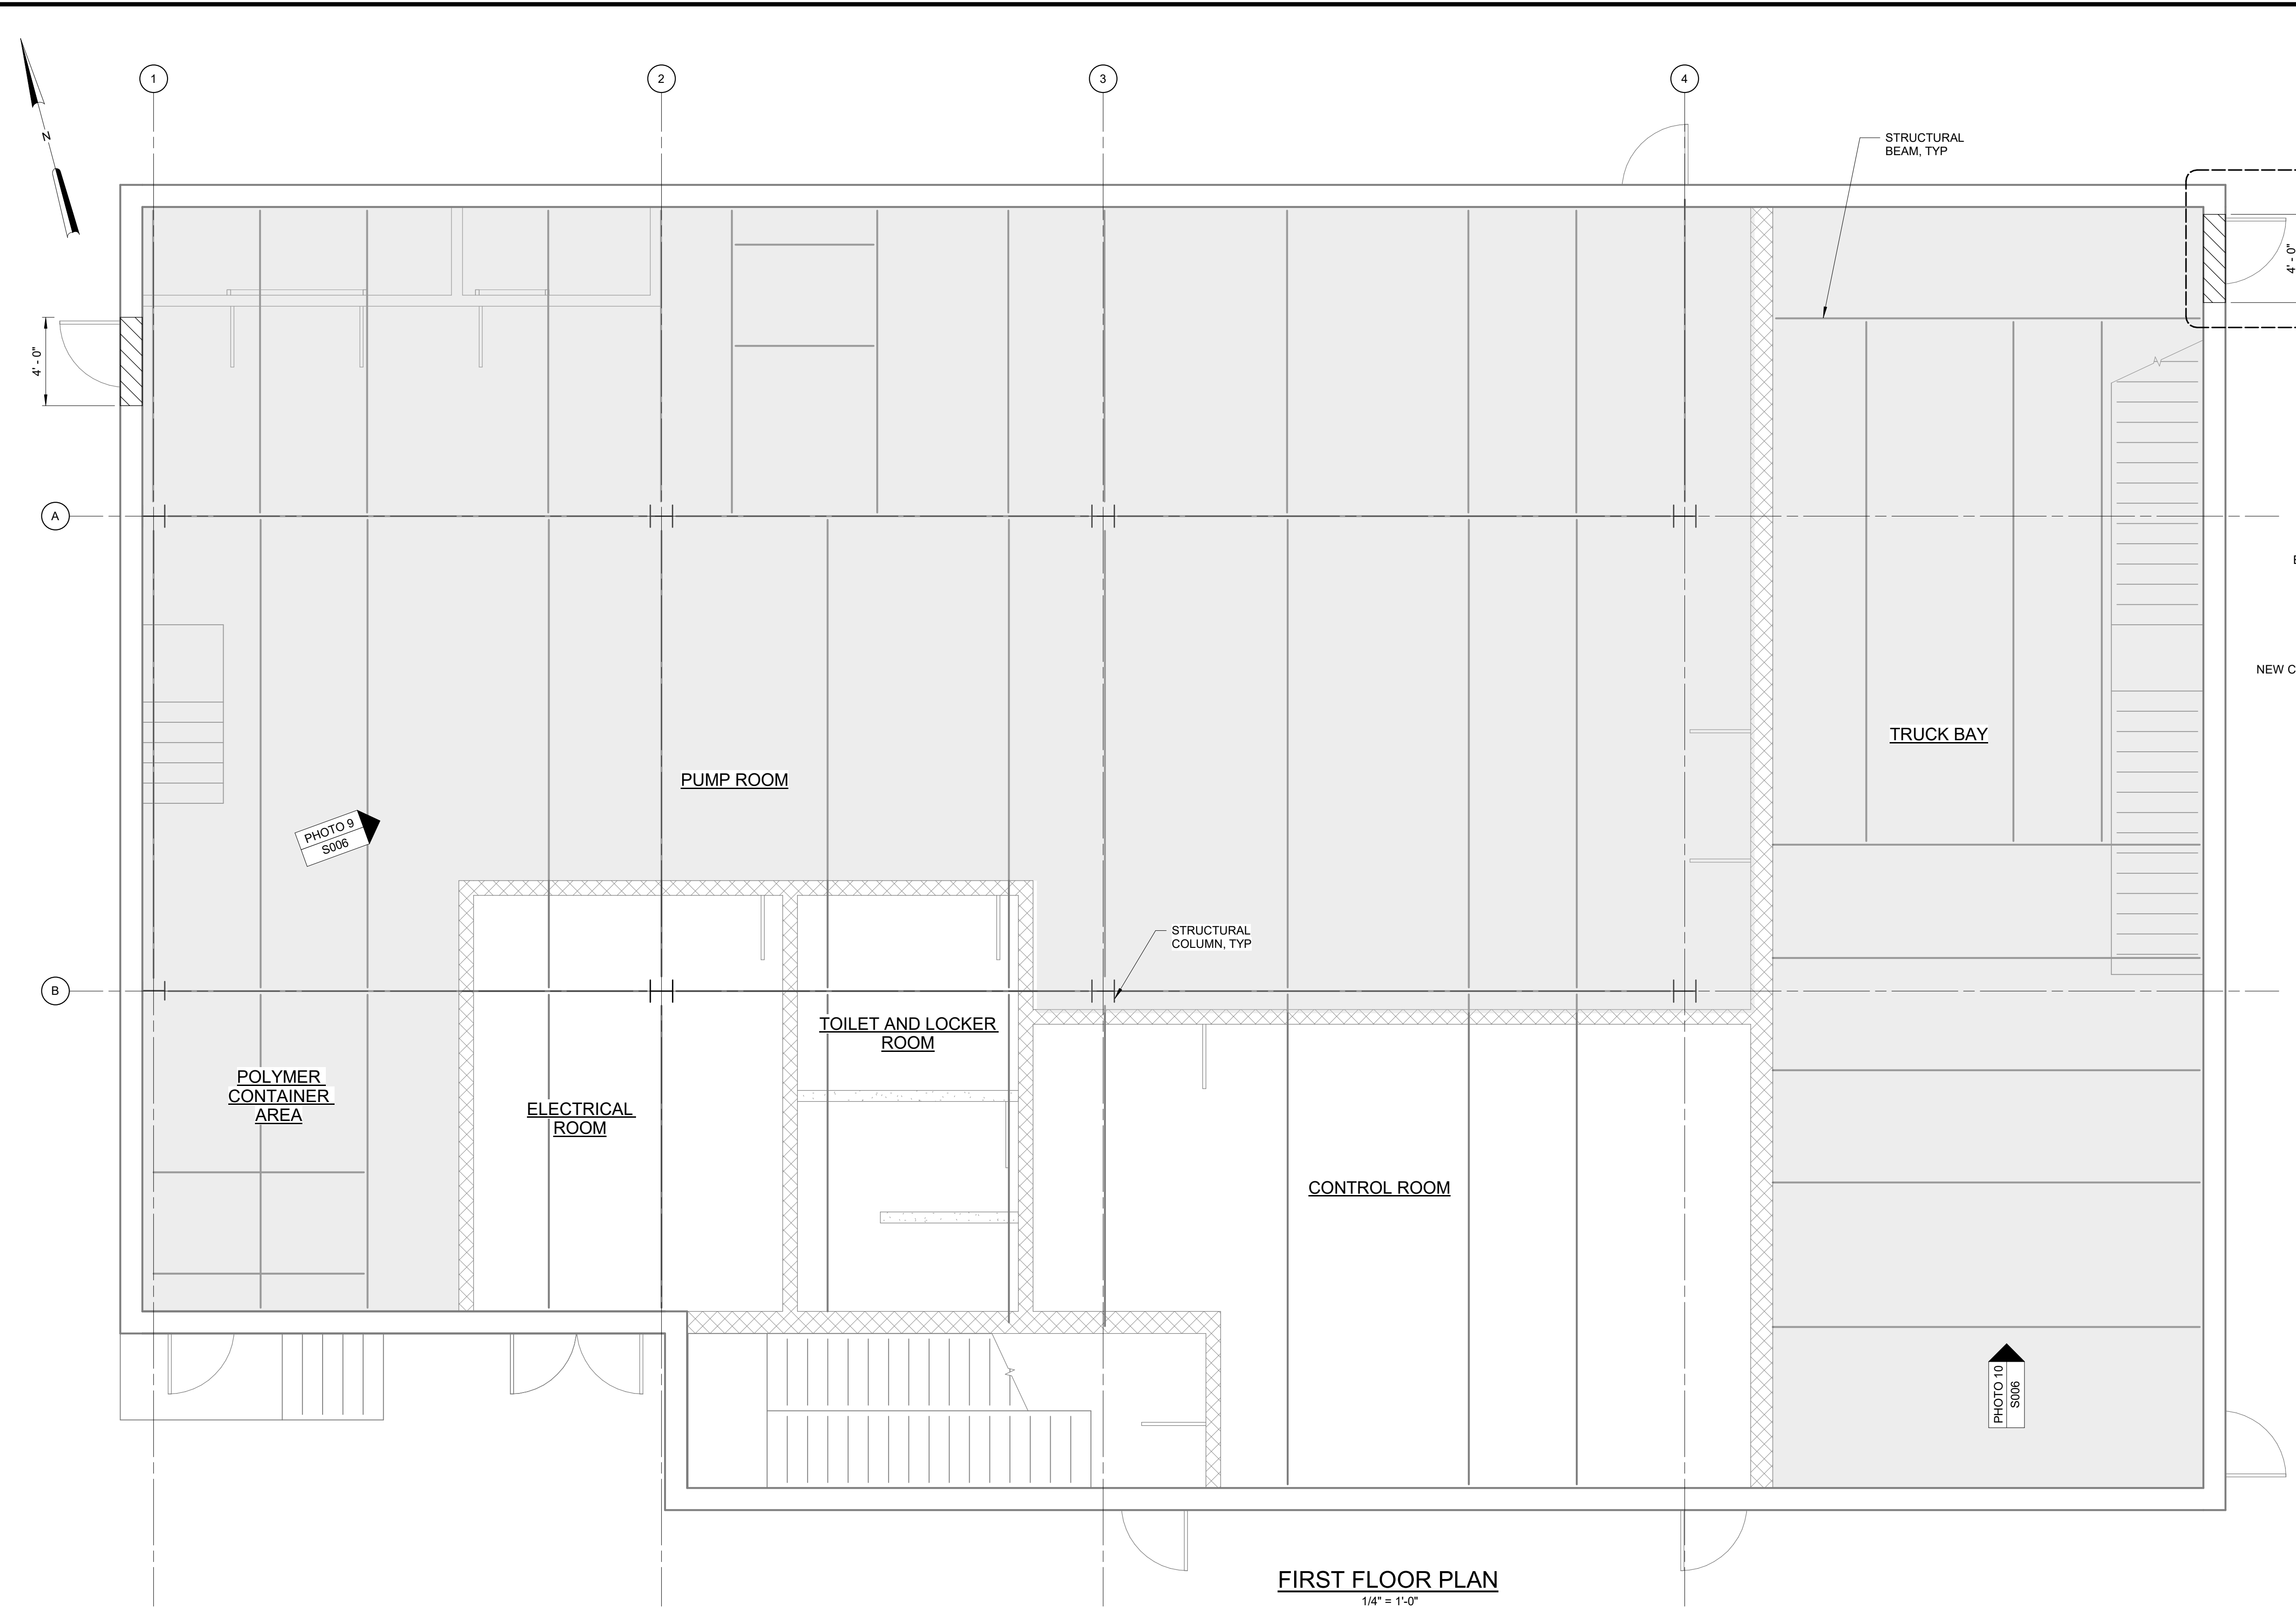 1
2
3
4
N
STRUCTURAL
BEAM, TYP
4' - 0"
4' - 0"
A
NEW C
TRUCK BAY
PUMP ROOM
PHOTO 9
S006
STRUCTURAL
COLUMN, TYP
B
TOILET AND LOCKER
ROOM
POLYMER
CONTAINER
AREA
ELECTRICAL
ROOM
CONTROL ROOM
PHOTO 10
S006
FIRST FLOOR PLAN
1/4" = 1'-0"